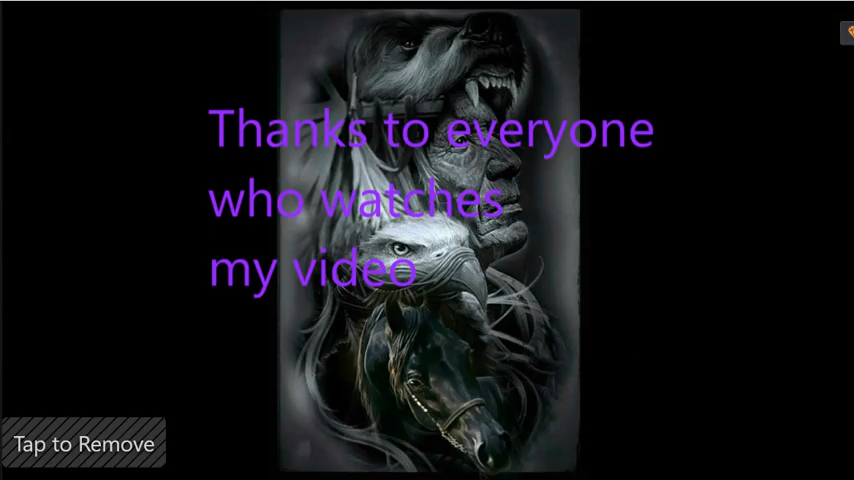 Thanks to everyone
who watches
my video
Tap to Remove